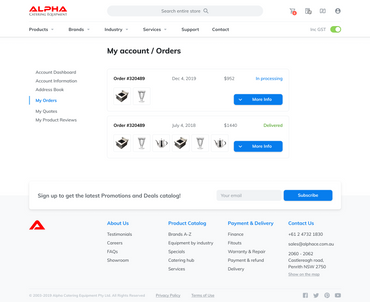 ALPHA
CATERING EQUIPMENT
Search entire store
Products
Brands
Industry
Services
Support
Contact
inc GST
My account / Orders
Account Dashboard
Account Information
Address Book
My Orders
My Quotes
My Product Reviews
Order #320489
Dec 4, 2019
$952
In processing
More Info
Order #320489
July 4, 2018
$1440
Delivered
More Info
Sign up to get the latest Promotions and Deals catalog!
Your email
Subscribe
About Us
Testimonials
Careers
FAQs
Showroom
Product Catalog
Brands A-Z
Equipment by industry
Specials
Catering hub
Services
Payment & Delivery
Finance
Fitouts
Warranty & Repair
Payment & refund
Delivery
Contact Us
+61 2 4732 1830
sales@alphace.com.au
2060 - 2062
Castlereagh road,
Penrith NSW 2750
Show on the map
Alpha Catering Equipment Pty Ltd. All Rights Reserved
Privacy Policy
Terms of Use